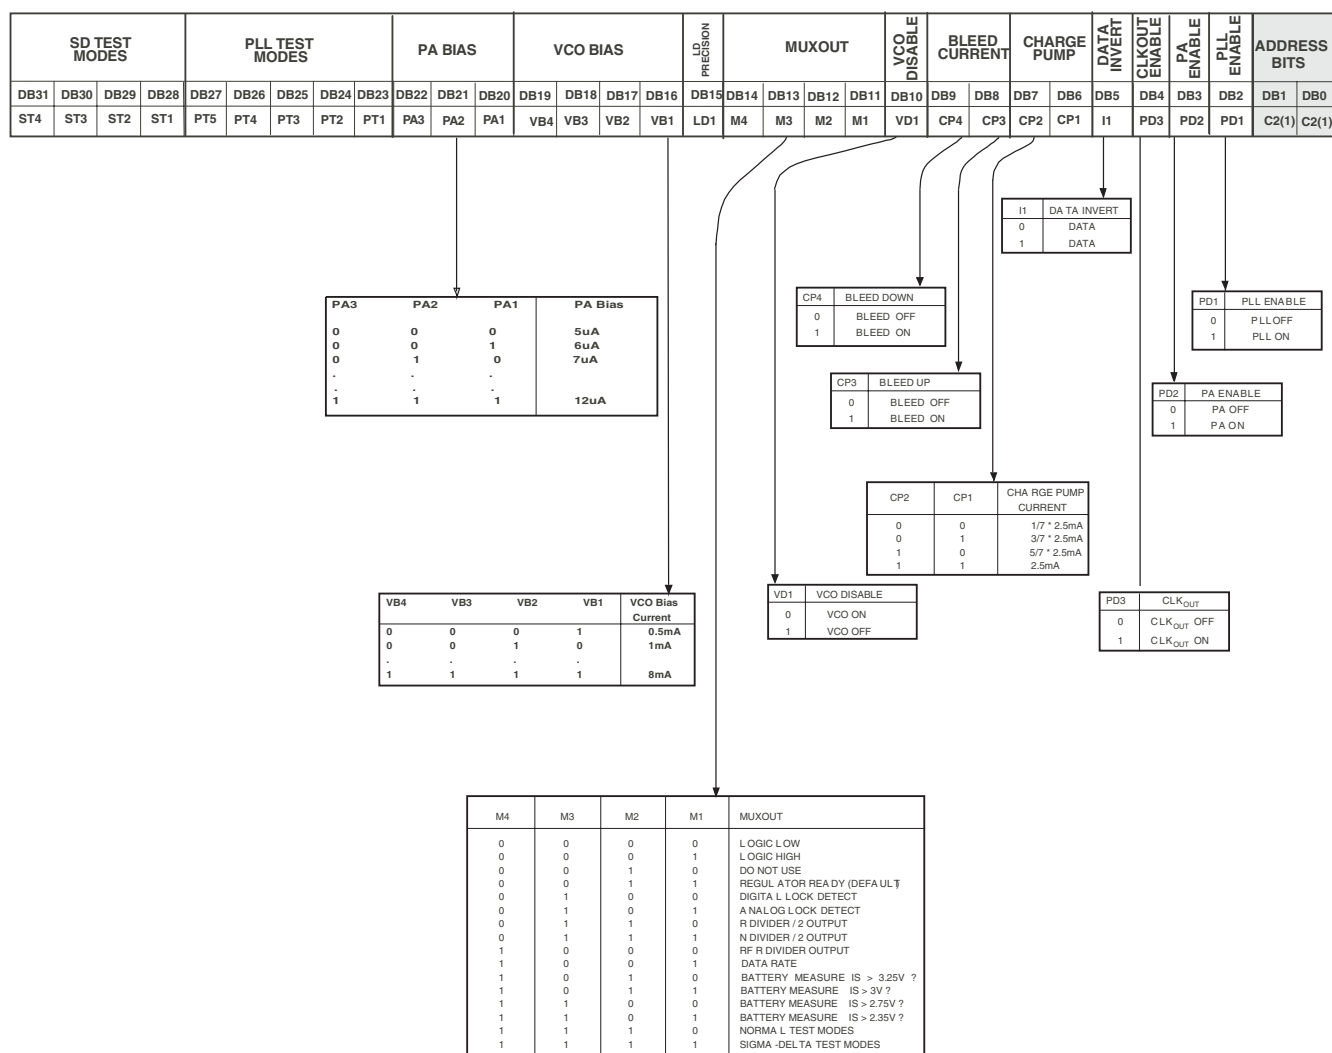 SD TEST MODES PLL TEST MODES PA BIAS VCO BIAS LD PRECISION MUXOUT VCO DISABLE BLEED CURRENT CHARGE PUMP DATA INVERT CLKOUT ENABLE PA ENABLE PLL ENABLE ADDRESS BITS
DB31 DB30 DB29 DB28 DB27 DB26 DB25 DB24 DB23 DB22 DB21 DB20 DB19 DB18 DB17 DB16 DB15 DB14 DB13 DB12 DB11 DB10 DB9 DB8 DB7 DB6 DB5 DB4 DB3 DB2 DB1 DB0
ST4 ST3 ST2 ST1 PT5 PT4 PT3 PT2 PT1 PA3 PA2 PA1 VB4 VB3 VB2 VB1 LD1 M4 M3 M2 M1 VD1 CP4 CP3 CP2 CP1 I1 PD3 PD2 PD1 C2(1) C2(1)
I1 DA TA INVERT
0 DATA
1 DATA
PA3 PA2 PA1 PA Bias
0 0 0 5uA
0 0 1 6uA
0 1 0 7uA
. . .
. . .
1 1 1 12uA
CP4 BLEED DOWN
0 BLEED OFF
1 BLEED ON
PD1 PLL ENABLE
0 PLLOFF
1 PLL ON
CP3 BLEED UP
0 BLEED OFF
1 BLEED ON
PD2 PA ENABLE
0 PA OFF
1 PA ON
CP2 CP1 CHA RGE PUMP
CURRENT
0 0 1/7 * 2.5mA
0 1 3/7 * 2.5mA
1 0 5/7 * 2.5mA
1 1 2.5mA
VB4 VB3 VB2 VB1 VCO Bias
Current
0 0 0 1 0.5mA
0 0 1 0 1mA
. . . .
1 1 1 1 8mA
VD1 VCO DISABLE
0 VCO ON
1 VCO OFF
PD3 CLKOUT
0 CLKOUT OFF
1 CLKOUT ON
M4 M3 M2 M1 MUXOUT
0 0 0 0 LOGIC LOW
0 0 0 1 LOGIC HIGH
0 0 1 0 DO NOT USE
0 0 1 1 REGUL ATOR REA DY (DEFA ULT)
0 1 0 0 DIGITA L LOCK DETECT
0 1 0 1 A NALOG LOCK DETECT
0 1 1 0 R DIVIDER / 2 OUTPUT
0 1 1 1 N DIVIDER / 2 OUTPUT
1 0 0 0 RF R DIVIDER OUTPUT
1 0 0 1 DATA RATE
1 0 1 0 BATTERY MEASURE IS > 3.25V ?
1 0 1 1 BATTERY MEASURE IS > 3V ?
1 1 0 0 BATTERY MEASURE IS > 2.75V ?
1 1 0 1 BATTERY MEASURE IS > 2.35V ?
1 1 1 0 NORMA L TEST MODES
1 1 1 1 SIGMA -DELTA TEST MODES